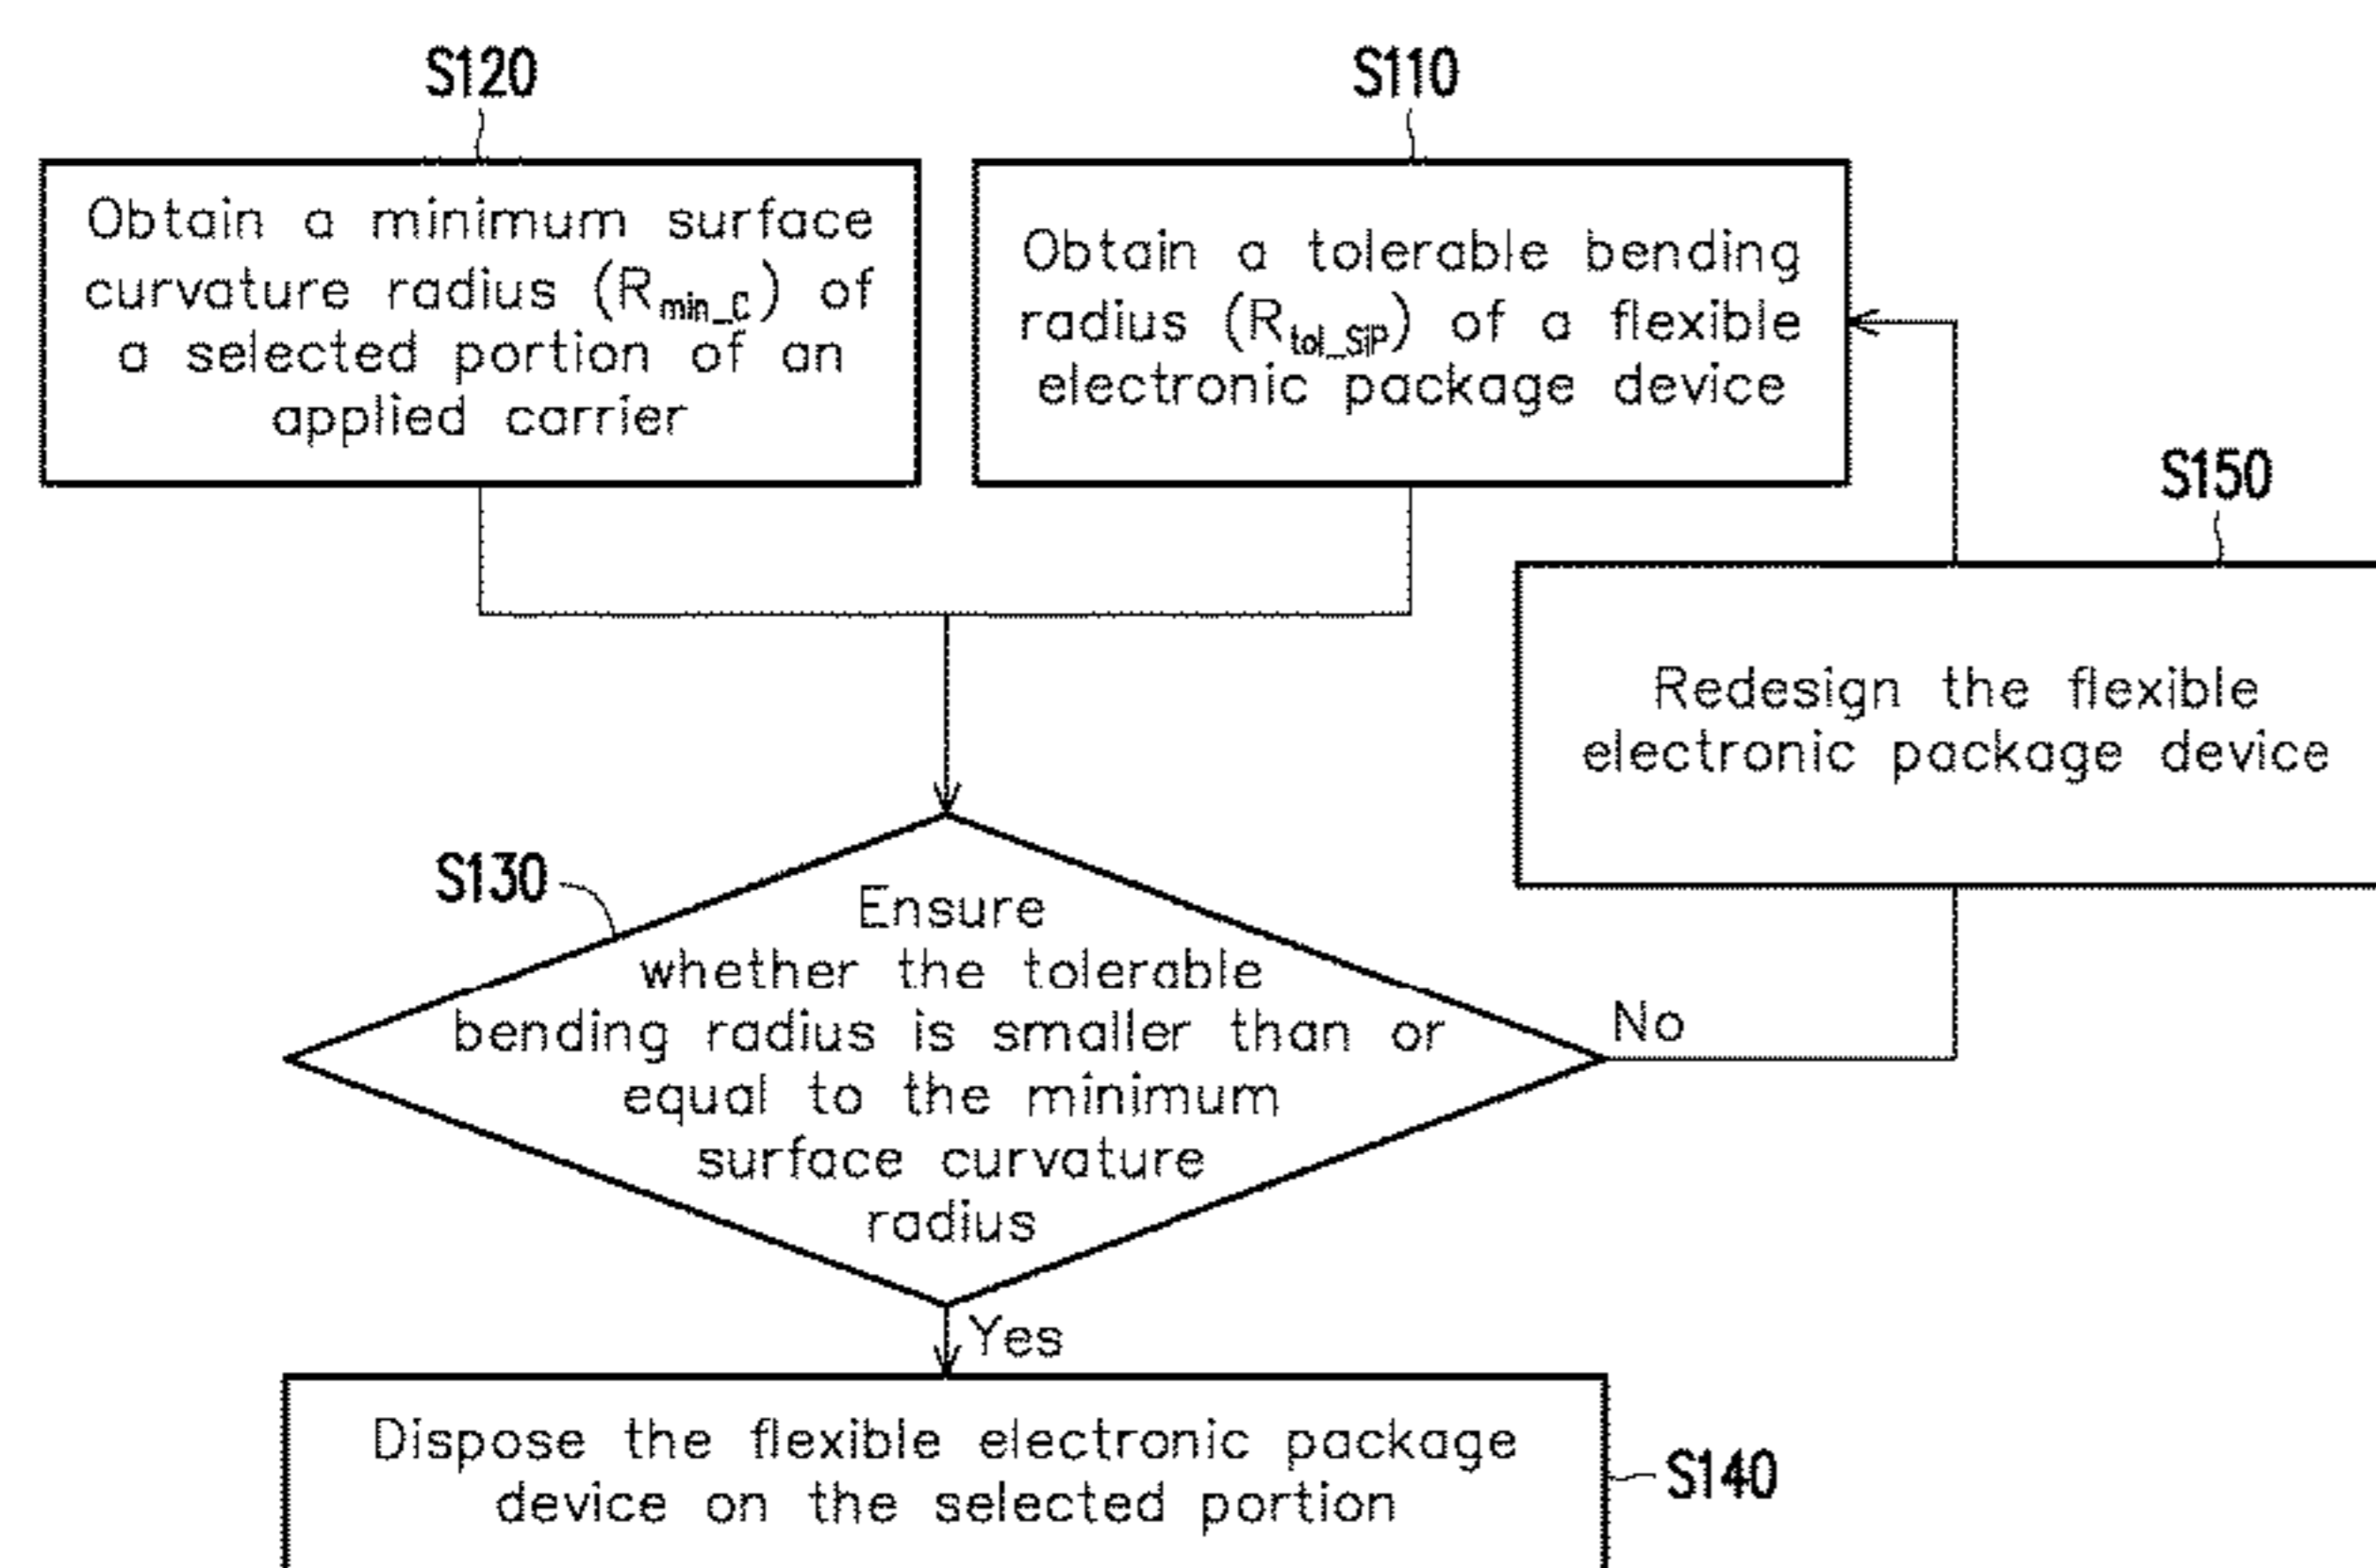 S120
Obtain a minimum surface
curvature radius (Rmin_C) of
a selected portion of an
applied carrier
S110
Obtain a tolerable bending
radius (Rtol_SiP) of a flexible
electronic package device
S150
Redesign the flexible
electronic package device
S130
Ensure
whether the tolerable
bending radius is smaller than or
equal to the minimum
surface curvature
radius
No
Yes
Dispose the flexible electronic package
device on the selected portion
S140